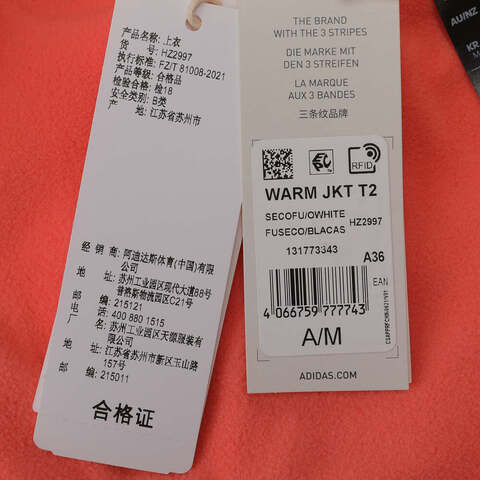 产品名称: 上衣
货 号: HZ2997
执行标准: FZ/T 81008-2021
产品等级: 合格品
检验合格: 检18
安全类别: B类
产 地: 江苏省苏州市
经 销 商: 阿迪达斯体育(中国)有限
公司
地 址: 苏州工业园区现代大道88号
普格斯物流园区C21号
邮 编: 215121
电 话: 400 880 1515
厂 名: 苏州工业园区天源服装有
限公司
地 址: 江苏省苏州市新区玉山路
157号
邮 编: 215011
合格证
THE BRAND
WITH THE 3 STRIPES
DIE MARKE MIT
DEN 3 STREIFEN
LA MARQUE
AUX 3 BANDES
三条纹品牌
RFID
WARM JKT T2
SECOFU/OWHITE
FUSECO/BLACAS HZ2997
131773343
A36
EAN
4 066759 777743
A/M
ADIDAS.COM
AU/NZ
KR